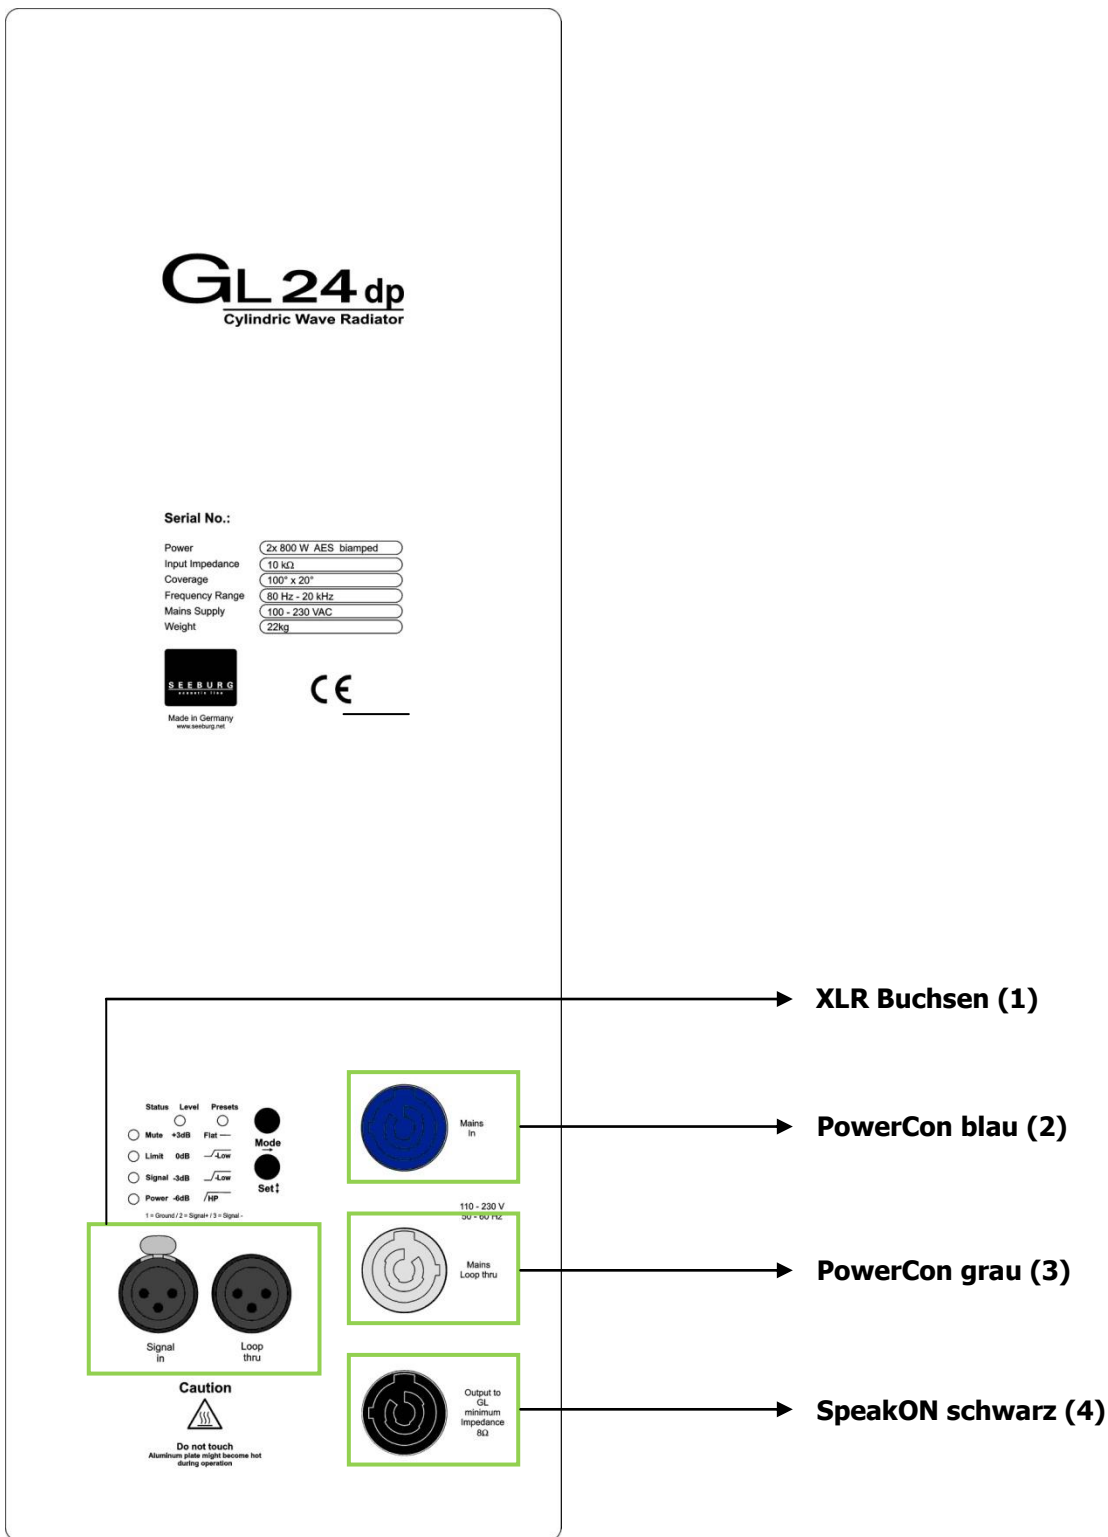 GL 24 dp
Cylindric Wave Radiator
Serial No.:
Power 2x 800 W AES biamped
Input Impedance 10 kΩ
Coverage 100° x 20°
Frequency Range 80 Hz - 20 kHz
Mains Supply 100 - 230 VAC
Weight 22kg
SEEBURG
acoustic line
CE
Made in Germany
www.seeburg.net
XLR Buchsen (1)
Status Level Presets
Mute +3dB Flat
Limit 0dB -Low
Signal -3dB -Low
Power -6dB HP
Mode
Set
1 = Ground / 2 = Signal+ / 3 = Signal -
Mains
In
PowerCon blau (2)
110 - 230 V
50 - 60 Hz
Mains
Loop thru
PowerCon grau (3)
Signal
in
Loop
thru
Caution
Do not touch
Aluminum plate might become hot
during operation
Output to
GL
minimum
Impedance
8Ω
SpeakON schwarz (4)